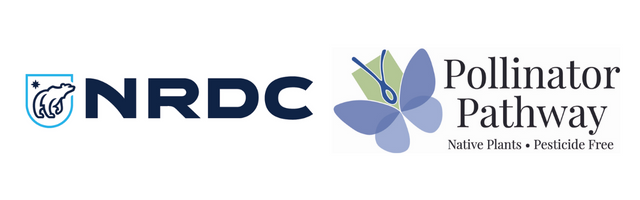 NRDC
Pollinator
Pathway
Native Plants • Pesticide Free